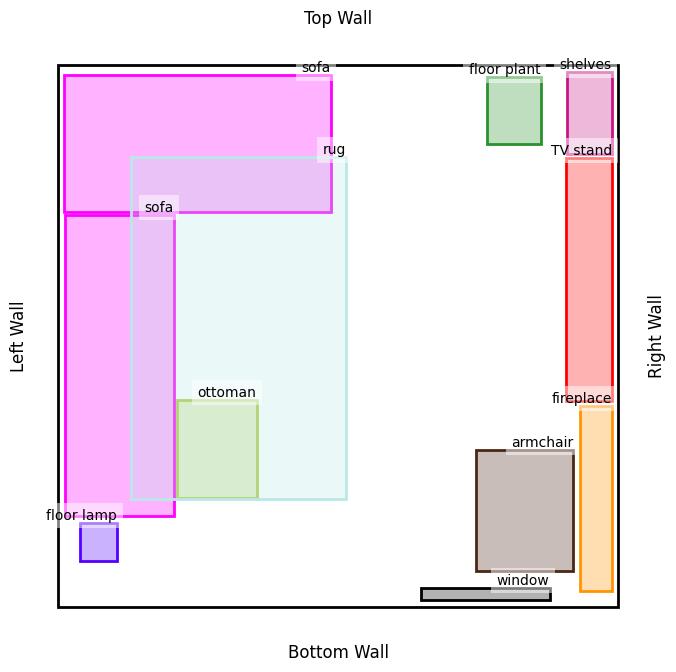 Top Wall
sofa
floor plant
shelves
rug
TV stand
sofa
Left Wall
Right Wall
ottoman
fireplace
armchair
floor lamp
window
Bottom Wall